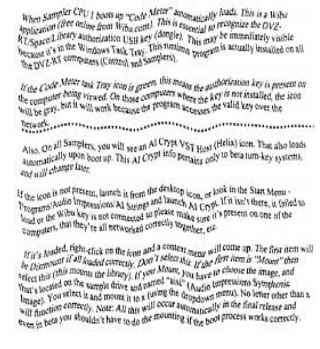 When Sampler CPU 1 boots up "Code Meter" automatically loads. This is a Wibu
application (free online from Wibu.com) This is essential to recognize the DVZ-
RT/Space/Library authorization USB key (dongle). This may be immediately visible
because it's in the Windows Task Tray. This runtime program is actually installed on all
the DVZ-RT computers (Control and Samplers).
If the Code Meter task Tray icon is green, this means the authorization key is present on
the computer being viewed. On those computers where the key is not installed, the icon
will be gray, but it will work because the program accesses the valid key over the
Network.
Also, On all Samplers, you will see an AI Crypt VST Host (Helix) icon. That also loads
automatically upon boot up. This AI Crypt info pertains only to beta turn-key systems,
and will change later.
If the icon is not present, launch it from the desktop icon, or look in the Start Menu -
Programs/Audio Impressions/AI Strings and launch AI Crypt. If it isn't there, it failed to
load or the Wibu key is not connected so please make sure it's present on one of the
computers, that they're all networked correctly together, etc.
If it's loaded, right-click on the icon and a context menu will come up. The first item will
be Dismount if all loaded correctly. Don't select this. If the first item is "Mount" then
select this (this mounts the library). If you Mount, you have to choose the image, and
that's located on the sample drive and named "aisk" (Audio Impressions Symphonic
Image). You select it and mount it to s (using the dropdown menu). No letter other than s
will function correctly. Note: All this will occur automatically in the final release and
even in beta you shouldn't have to do the mounting if the boot process works correctly.